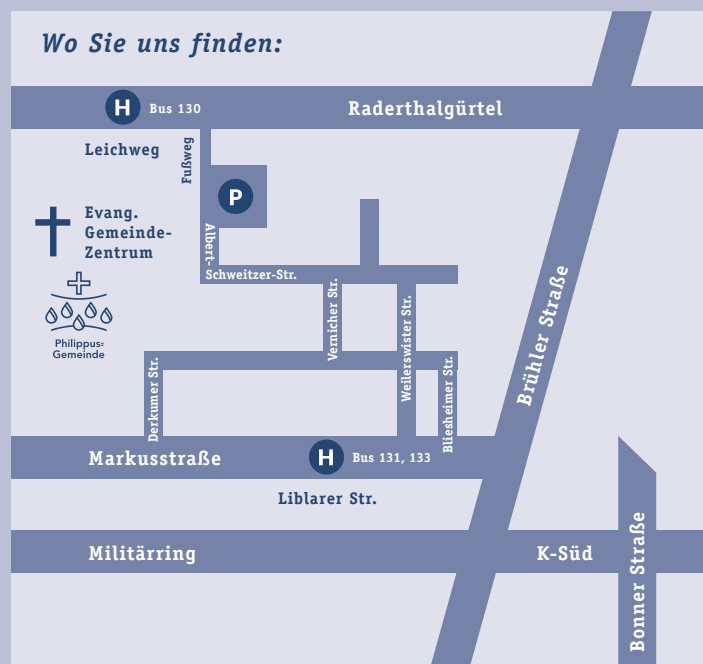 Wo Sie uns finden:
H Bus 130
Raderthalgürtel
Leichweg
Fußweg
P
Evang.
Gemeinde-
Zentrum
Albert-
Schweitzer-Str.
Philippus-
Gemeinde
Vernicher Str.
Weilerswister Str.
Brühler Straße
Derkumer Str.
Bliesheimer Str.
Markusstraße
H Bus 131, 133
Liblarer Str.
Militärring
K-Süd
Bonner Straße